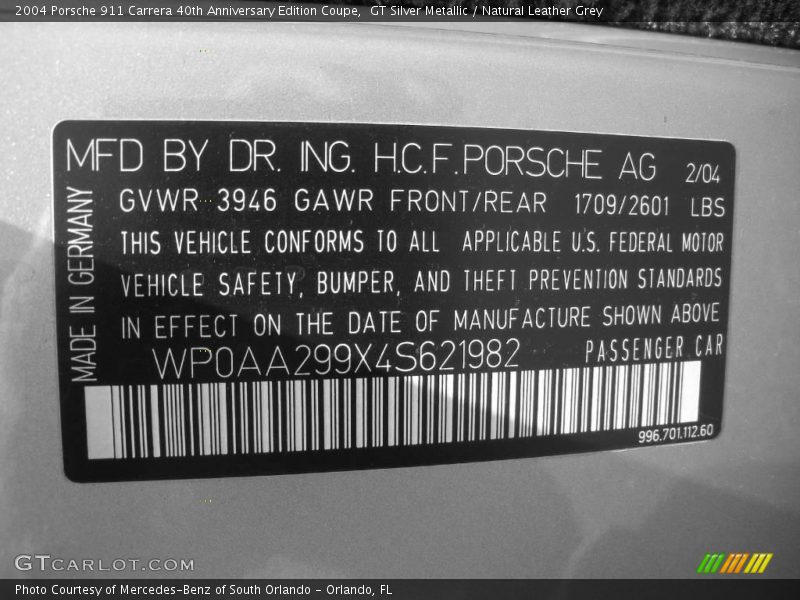 2004 Porsche 911 Carrera 40th Anniversary Edition Coupe,  GT Silver Metallic / Natural Leather Grey
MFD BY DR. ING. H.C.F.PORSCHE AG 2/04
GVWR 3946 GAWR FRONT/REAR 1709/2601 LBS
THIS VEHICLE CONFORMS TO ALL APPLICABLE U.S. FEDERAL MOTOR
VEHICLE SAFETY, BUMPER, AND THEFT PREVENTION STANDARDS
IN EFFECT ON THE DATE OF MANUFACTURE SHOWN ABOVE
WP0AA299X4S621982 PASSENGER CAR
MADE IN GERMANY
996.701.112.60
GTCARLOT.COM
Photo Courtesy of Mercedes-Benz of South Orlando - Orlando, FL